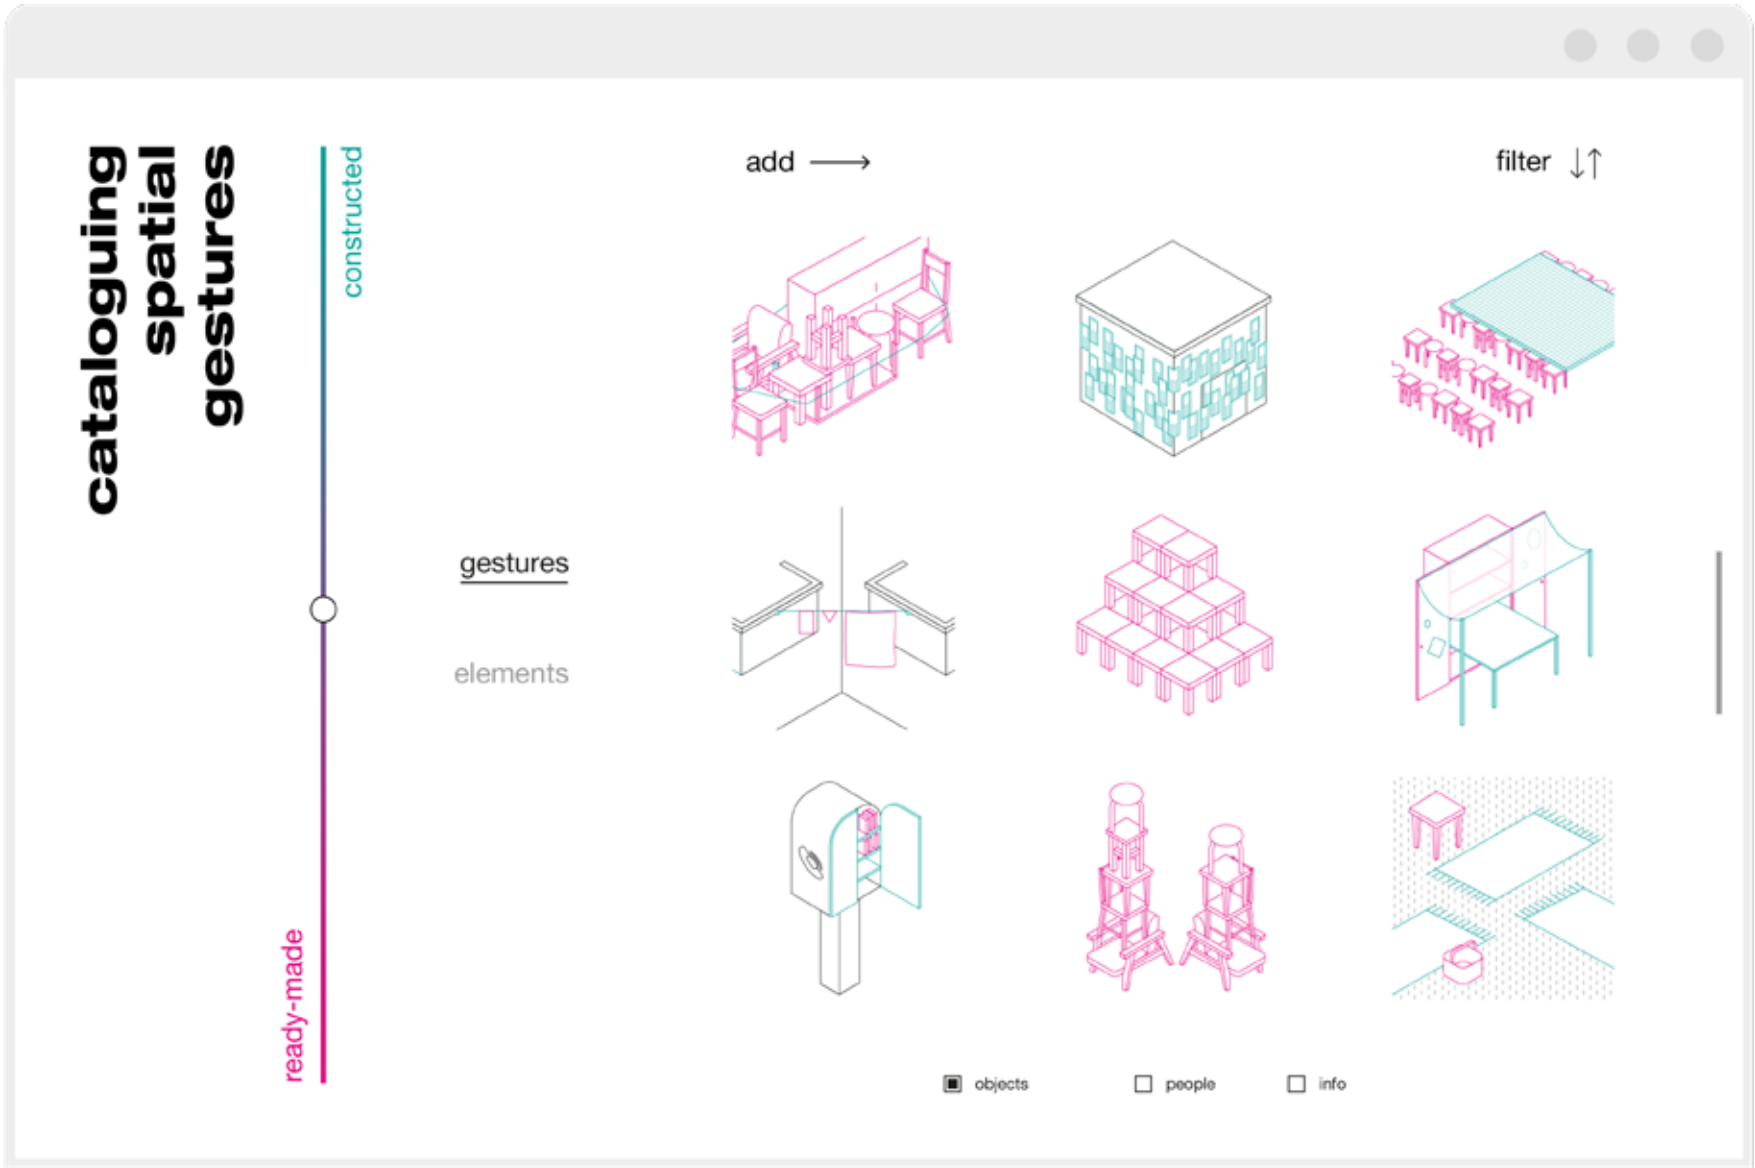 cataloguing
spatial
gestures
constructed
ready-made
add
filter
gestures
elements
objects
people
info